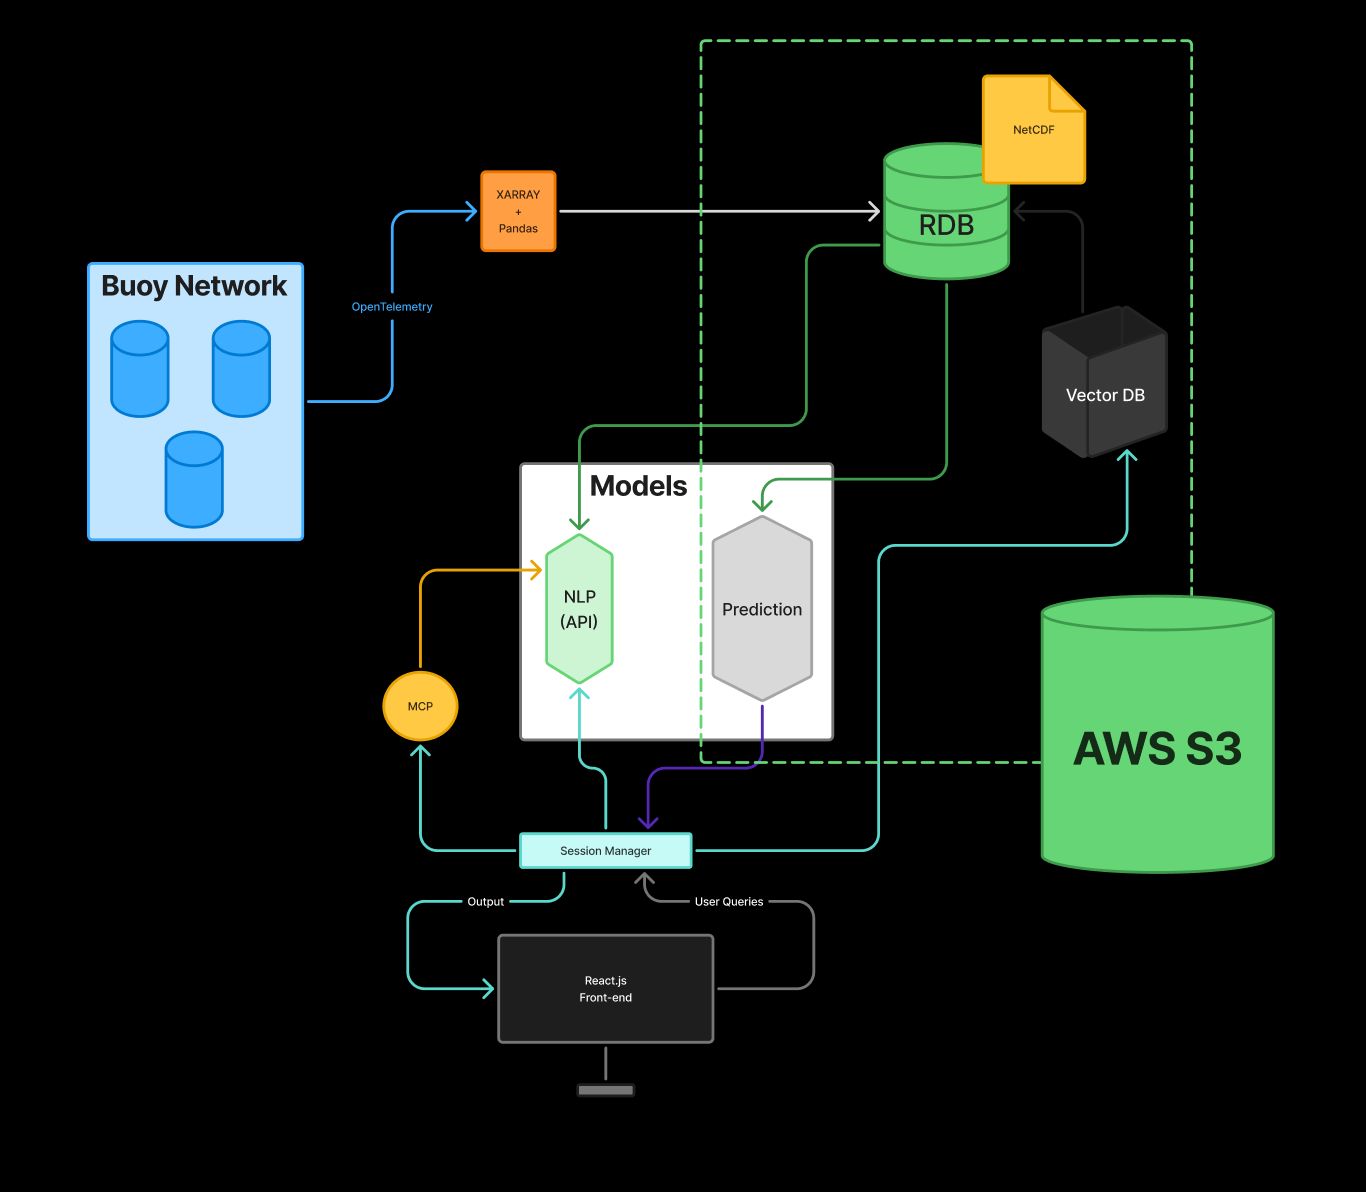 NetCDF
XARRAY
+
Pandas
RDB
Buoy Network
OpenTelemetry
Vector DB
Models
NLP
(API)
Prediction
MCP
AWS S3
Session Manager
Output
User Queries
React.js
Front-end